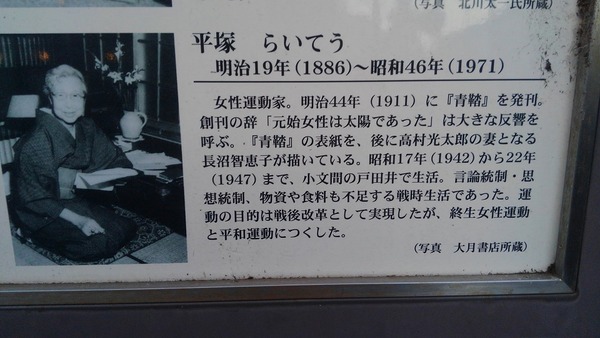 (写真　北川太一氏所蔵)
平塚　らいてう
明治19年(1886)〜昭和46年(1971)
女性運動家。明治44年(1911)に『青鞜』を発刊。
創刊の辞「元始女性は太陽であった」は大きな反響を
呼ぶ。『青鞜』の表紙を、後に高村光太郎の妻となる
長沼智恵子が描いている。昭和17年(1942)から22年
(1947)まで、小文間の戸田井で生活。言論統制・思
想統制、物資や食料も不足する戦時生活であった。運
動の目的は戦後改革として実現したが、終生女性運動
と平和運動につくした。
(写真　大月書店所蔵)